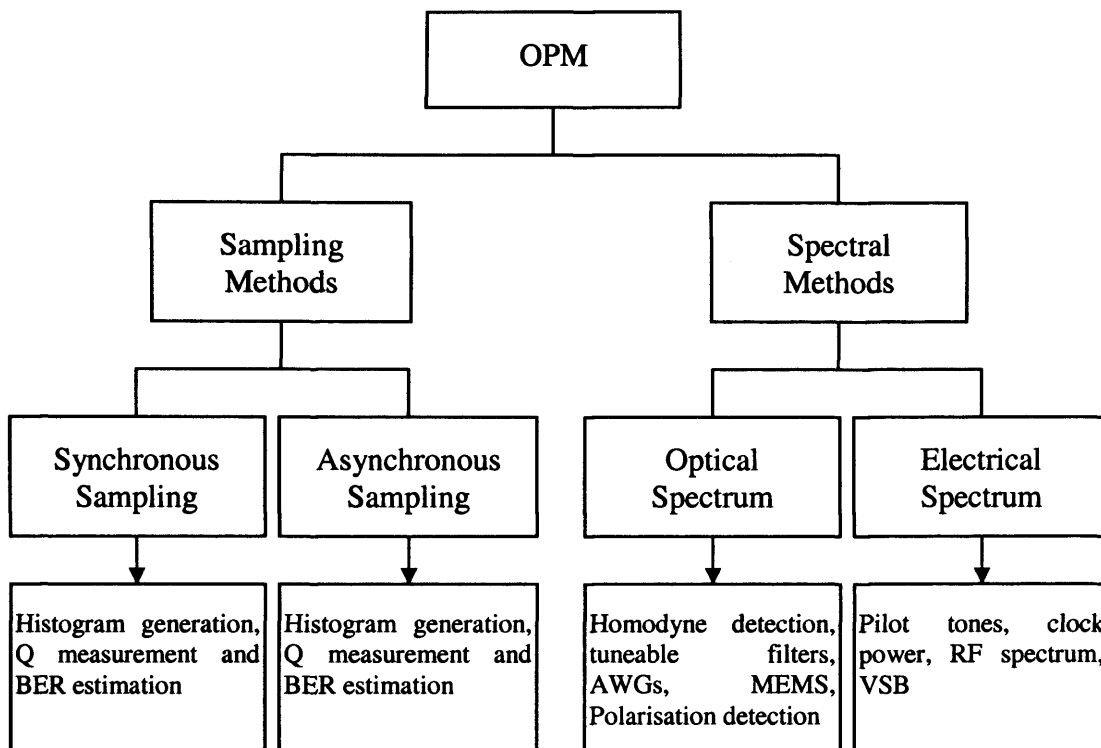 OPM
Sampling
Methods
Spectral
Methods
Synchronous
Sampling
Asynchronous
Sampling
Optical
Spectrum
Electrical
Spectrum
Histogram generation,
Q measurement and
BER estimation
Histogram generation,
Q measurement and
BER estimation
Homodyne detection,
tuneable filters,
AWGs, MEMS,
Polarisation detection
Pilot tones, clock
power, RF spectrum,
VSB